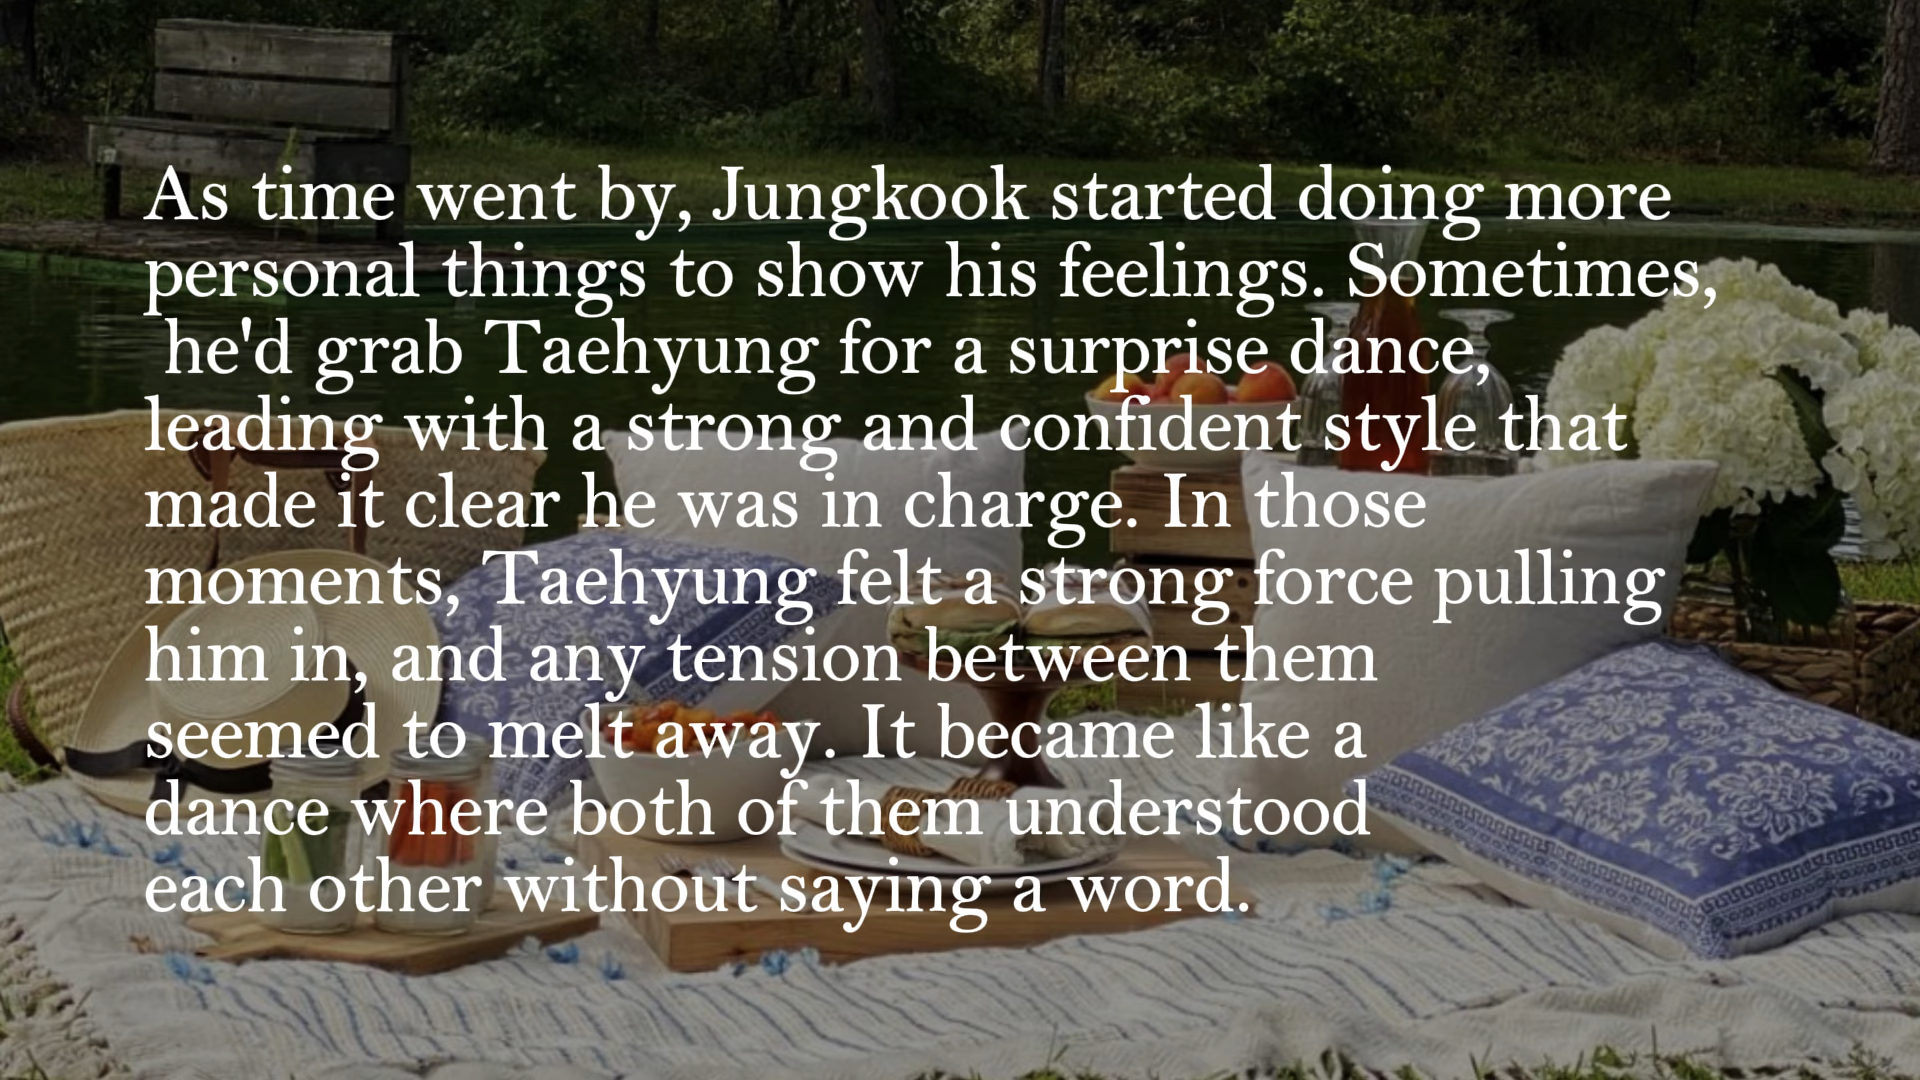 As time went by, Jungkook started doing more
personal things to show his feelings. Sometimes,
he'd grab Taehyung for a surprise dance,
leading with a strong and confident style that
made it clear he was in charge. In those
moments, Taehyung felt a strong force pulling
him in, and any tension between them
seemed to melt away. It became like a
dance where both of them understood
each other without saying a word.